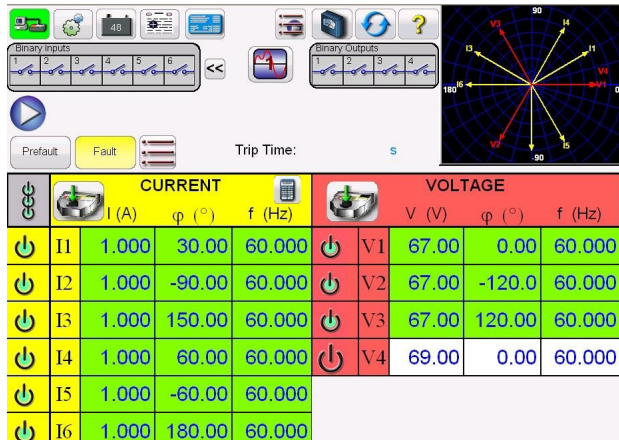 48
Binary Inputs
1 2 3 4 5 6
<<
Binary Outputs
1 2 3 4
Prefault
Fault
Trip Time:
s
90
V3
I4
I3
I1
V4
180
I6
V1
0
V2
I5
-90
CURRENT
I (A) φ (°) f (Hz)
VOLTAGE
V (V) φ (°) f (Hz)
I1 1.000 30.00 60.000 V1 67.00 0.00 60.000
I2 1.000 -90.00 60.000 V2 67.00 -120.0 60.000
I3 1.000 150.00 60.000 V3 67.00 120.00 60.000
I4 1.000 60.00 60.000 V4 69.00 0.00 60.000
I5 1.000 -60.00 60.000
I6 1.000 180.00 60.000